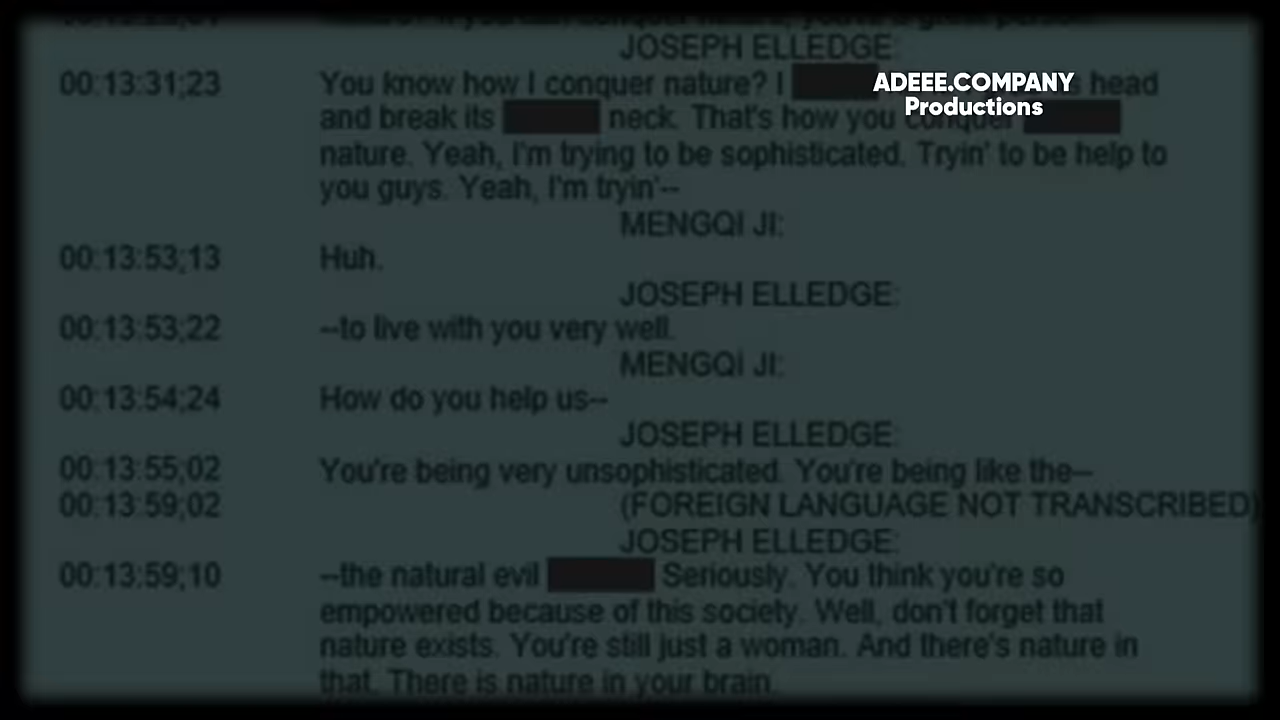 JOSEPH ELLEDGE:
00:13:31;23 You know how I conquer nature? I head
ADEEE.COMPANY
Productions
and break its neck. That's how you conquer
nature. Yeah, I'm trying to be sophisticated. Tryin' to be help to
you guys. Yeah, I'm tryin'--
MENGQI JI:
00:13:53;13 Huh.
JOSEPH ELLEDGE:
00:13:53;22 --to live with you very well.
MENGQI JI:
00:13:54;24 How do you help us--
JOSEPH ELLEDGE:
00:13:55;02 You're being very unsophisticated. You're being like the--
00:13:59;02 (FOREIGN LANGUAGE NOT TRANSCRIBED)
JOSEPH ELLEDGE:
00:13:59;10 --the natural evil Seriously. You think you're so
empowered because of this society. Well, don't forget that
nature exists. You're still just a woman. And there's nature in
that. There is nature in your brain.